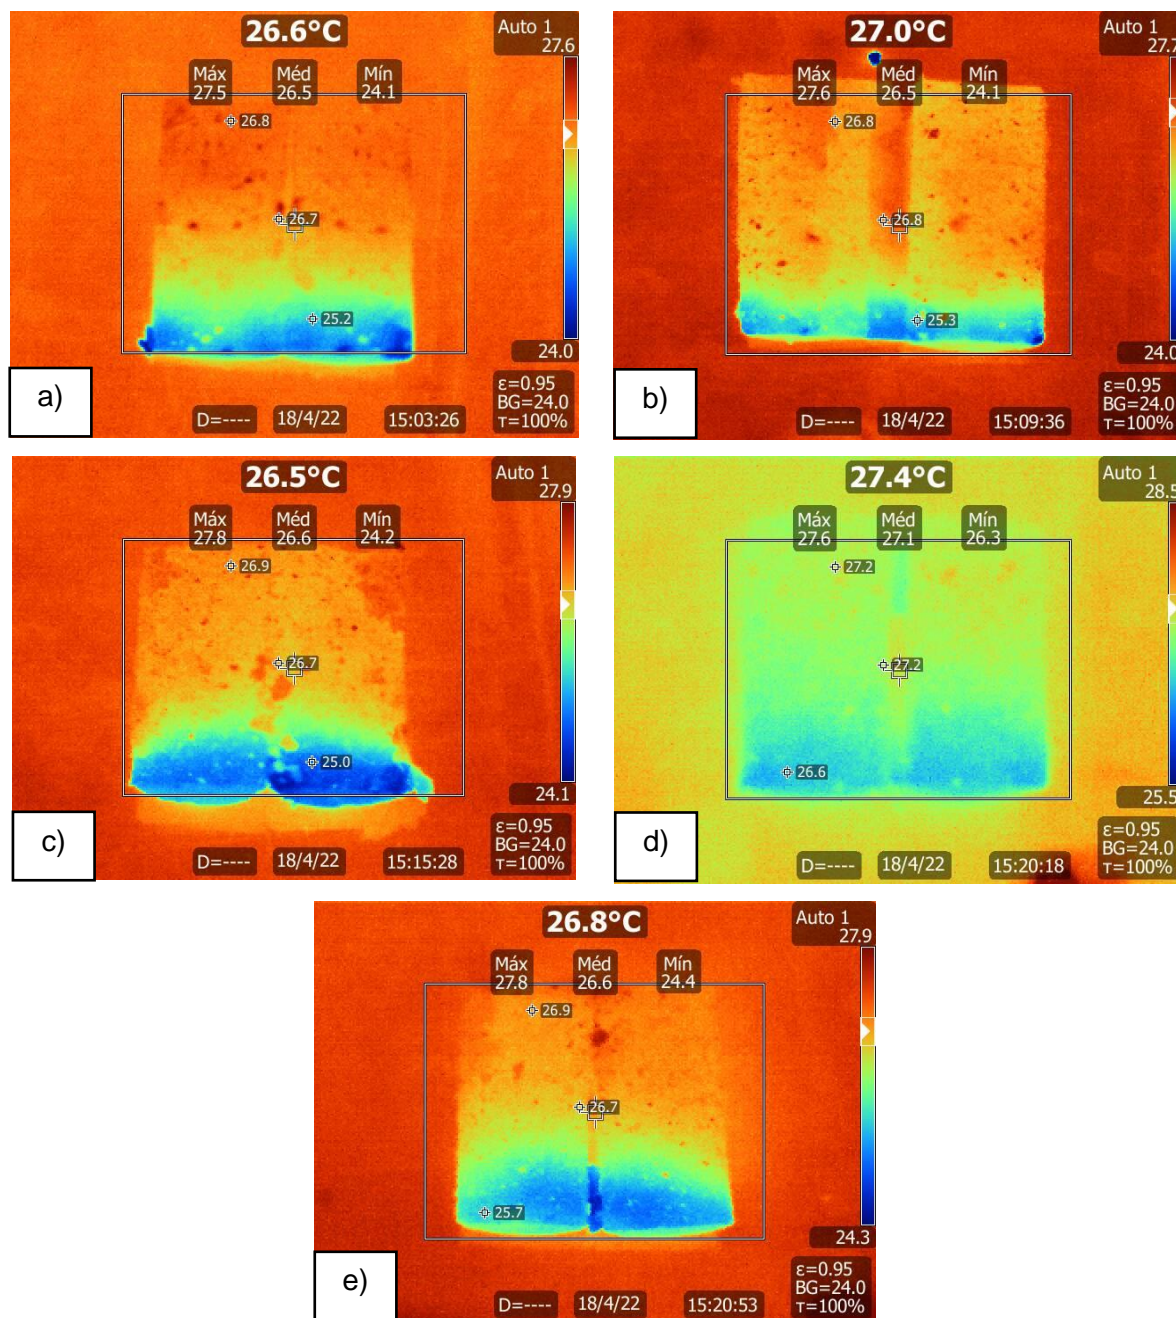 26.6°C
Auto 1
27.6
Máx Méd Mín
27.5 26.5 24.1
26.8
26.7
25.2
24.0
ε=0.95
BG=24.0
τ=100%
a)
D=---- 18/4/22 15:03:26
27.0°C
Auto 1
27.7
Máx Méd Mín
27.6 26.5 24.1
26.8
26.8
25.3
24.0
ε=0.95
BG=24.0
τ=100%
b)
D=---- 18/4/22 15:09:36
26.5°C
Auto 1
27.9
Máx Méd Mín
27.8 26.6 24.2
26.9
26.7
25.0
24.1
ε=0.95
BG=24.0
τ=100%
c)
D=---- 18/4/22 15:15:28
27.4°C
Auto 1
28.5
Máx Méd Mín
27.6 27.1 26.3
27.2
27.2
26.6
25.5
ε=0.95
BG=24.0
τ=100%
d)
D=---- 18/4/22 15:20:18
26.8°C
Auto 1
27.9
Máx Méd Mín
27.8 26.6 24.4
26.9
26.7
25.7
24.3
ε=0.95
BG=24.0
τ=100%
e)
D=---- 18/4/22 15:20:53